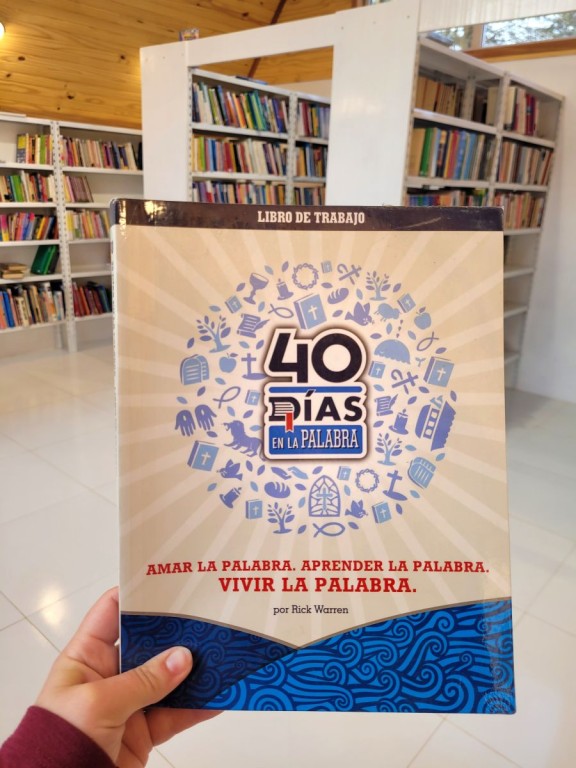 LIBRO DE TRABAJO
40
DÍAS
EN LA PALABRA
AMAR LA PALABRA. APRENDER LA PALABRA.
VIVIR LA PALABRA.
por Rick Warren